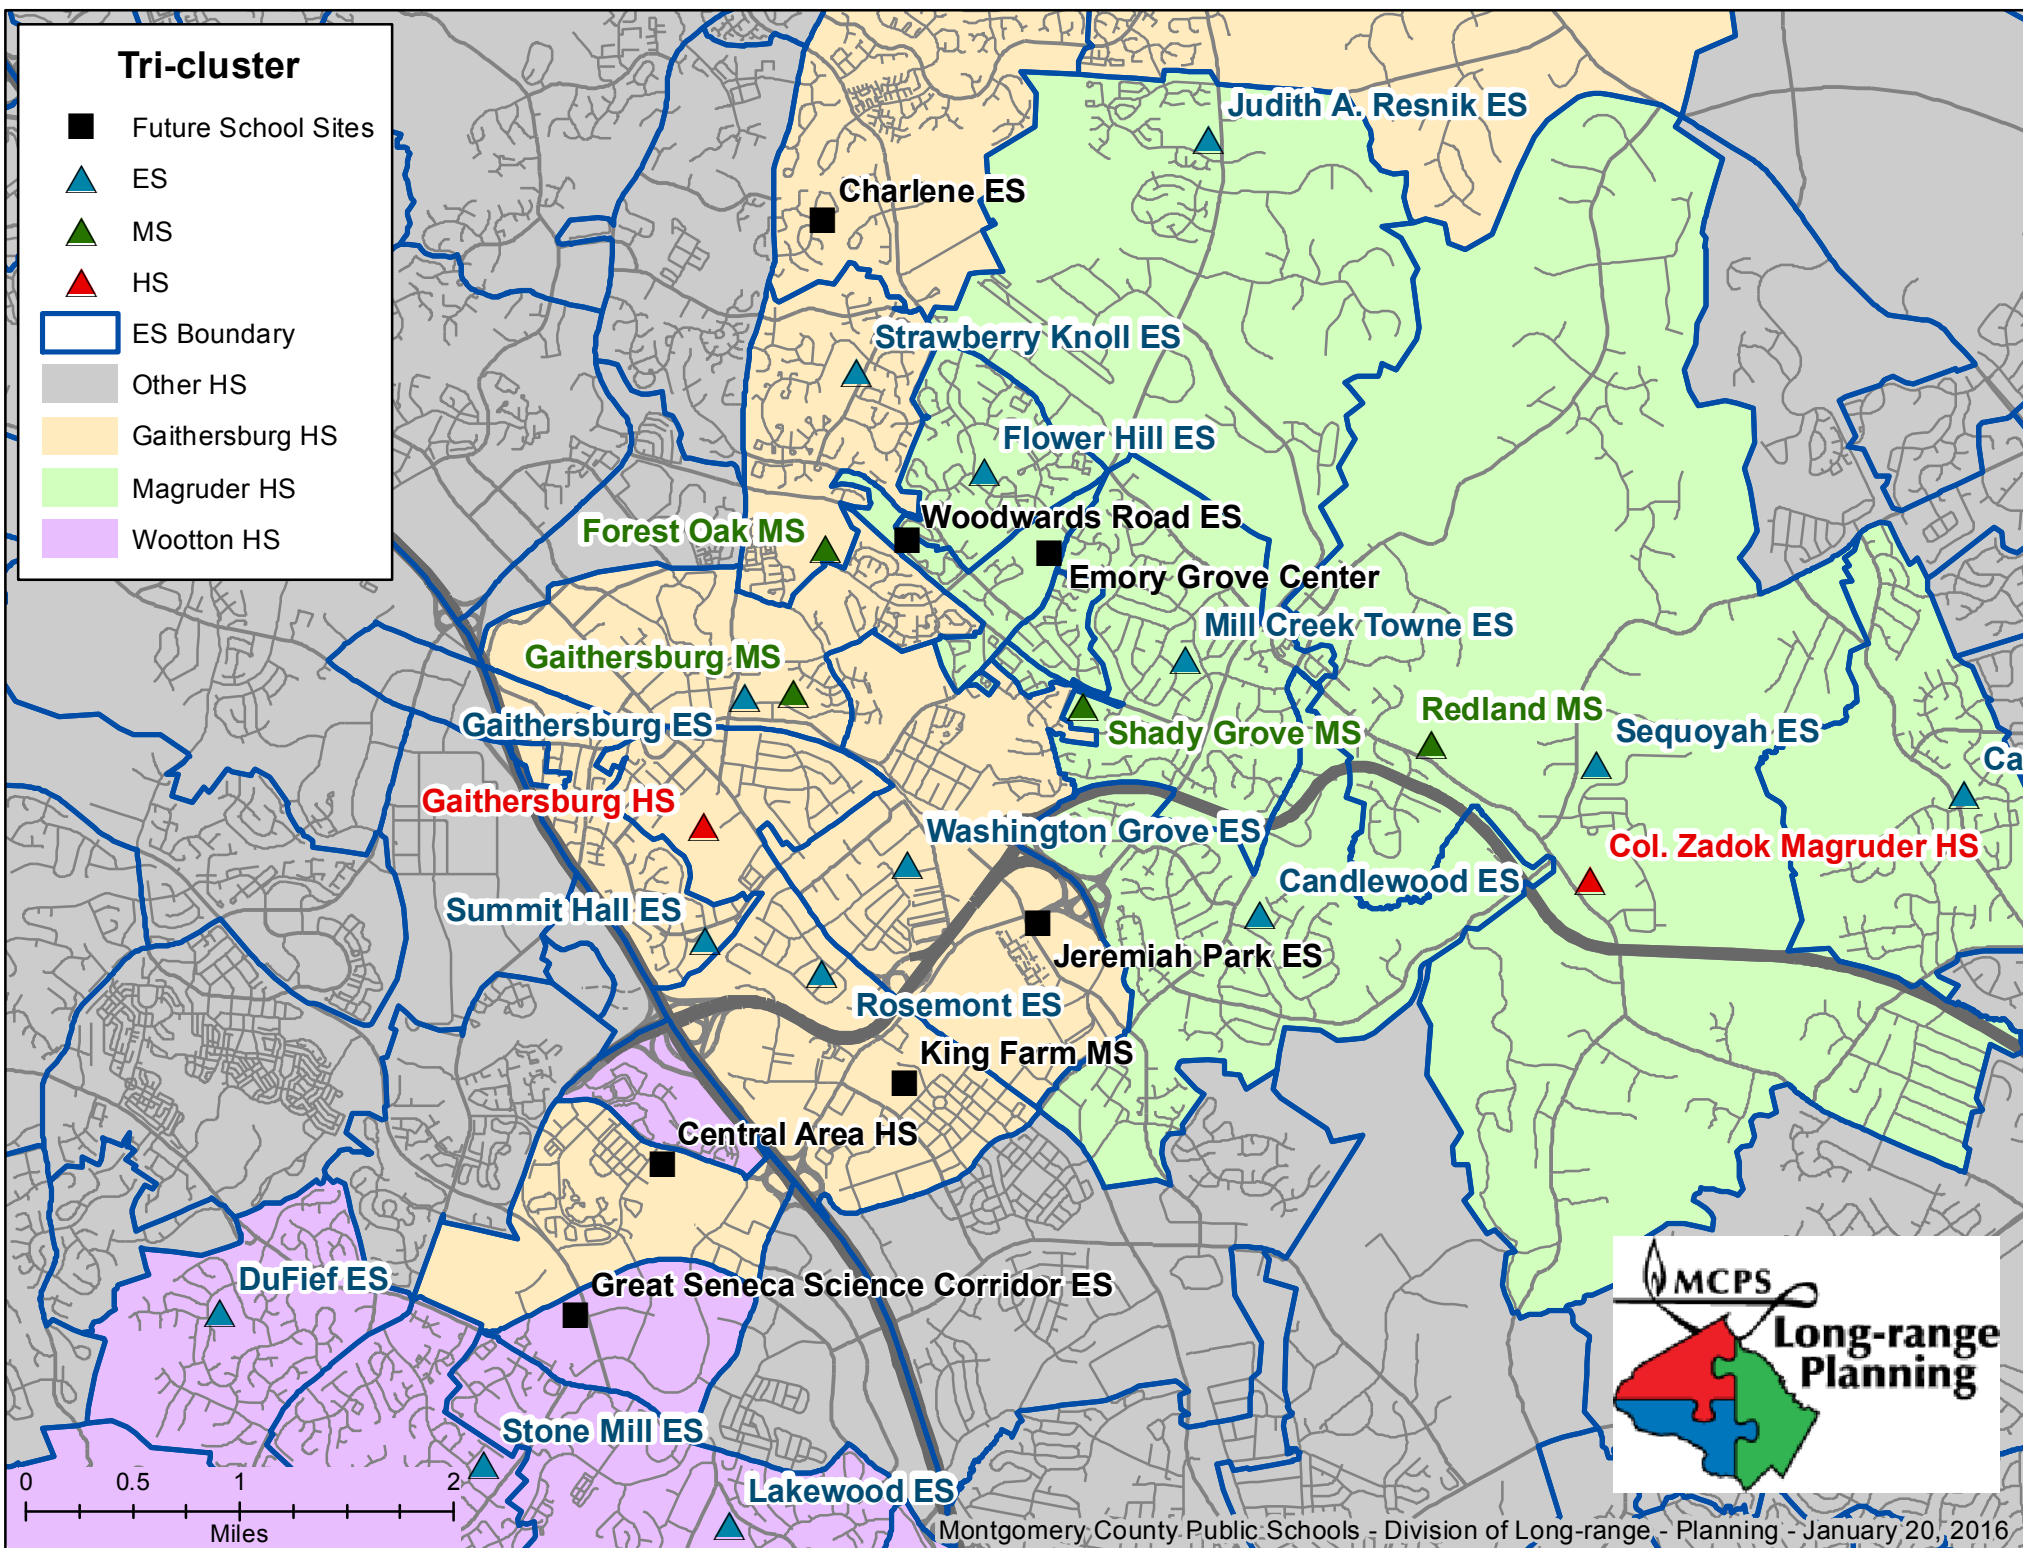 Tri-cluster
Future School Sites
ES
MS
HS
ES Boundary
Other HS
Gaithersburg HS
Magruder HS
Wootton HS
Judith A. Resnik ES
Charlene ES
Strawberry Knoll ES
Flower Hill ES
Woodwards Road ES
Forest Oak MS
Emory Grove Center
Mill Creek Towne ES
Gaithersburg MS
Gaithersburg ES
Shady Grove MS
Redland MS
Sequoyah ES
Ca
Gaithersburg HS
Washington Grove ES
Col. Zadok Magruder HS
Candlewood ES
Summit Hall ES
Jeremiah Park ES
Rosemont ES
King Farm MS
Central Area HS
DuFief ES
Great Seneca Science Corridor ES
MCPS
Long-range
Planning
Stone Mill ES
Lakewood ES
0 0.5 1 2
Miles
Montgomery County Public Schools - Division of Long-range - Planning - January 20, 2016